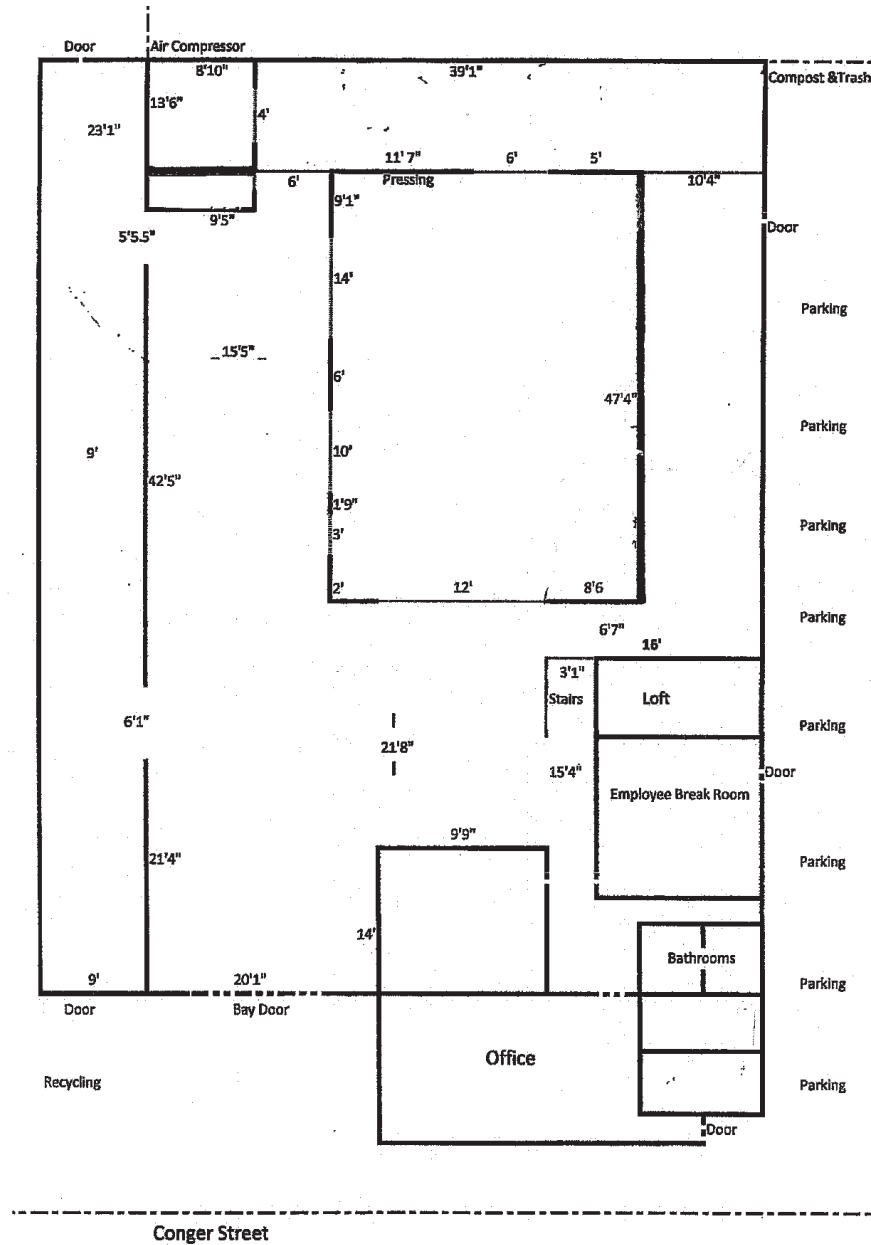 Door
Air Compressor
8'10"
39'1"
Compost &Trash
13'6"
4'
23'1"
11'7"
6'
5'
6'
Pressing
10'4"
9'1"
9'5"
Door
5'5.5"
14'
Parking
15'5"
6'
47'4"
Parking
9'
10'
42'5"
1'9"
Parking
3'
2'
12'
8'6
Parking
6'7"
16'
3'1"
Stairs
Loft
6'1"
Parking
21'8"
15'4"
Door
Employee Break Room
9'9"
21'4"
Parking
14'
Bathrooms
9'
20'1"
Parking
Door
Bay Door
Office
Recycling
Parking
Door
Conger Street